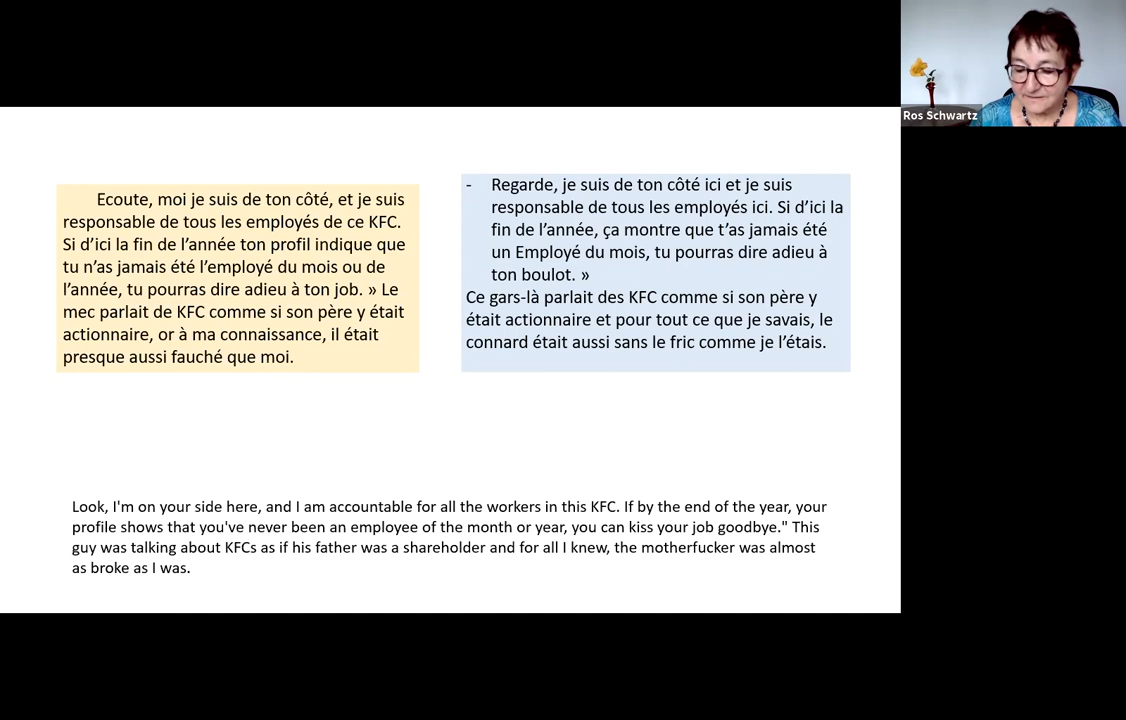 Ros Schwartz
Ecoute, moi je suis de ton côté, et je suis
responsable de tous les employés de ce KFC.
Si d’ici la fin de l’année ton profil indique que
tu n’as jamais été l’employé du mois ou de
l’année, tu pourras dire adieu à ton job. » Le
mec parlait de KFC comme si son père y était
actionnaire, or à ma connaissance, il était
presque aussi fauché que moi.
- Regarde, je suis de ton côté ici et je suis
responsable de tous les employés ici. Si d’ici la
fin de l’année, ça montre que t’as jamais été
un Employé du mois, tu pourras dire adieu à
ton boulot. »
Ce gars-là parlait des KFC comme si son père y
était actionnaire et pour tout ce que je savais, le
connard était aussi sans le fric comme je l’étais.
Look, I'm on your side here, and I am accountable for all the workers in this KFC. If by the end of the year, your
profile shows that you've never been an employee of the month or year, you can kiss your job goodbye." This
guy was talking about KFCs as if his father was a shareholder and for all I knew, the motherfucker was almost
as broke as I was.